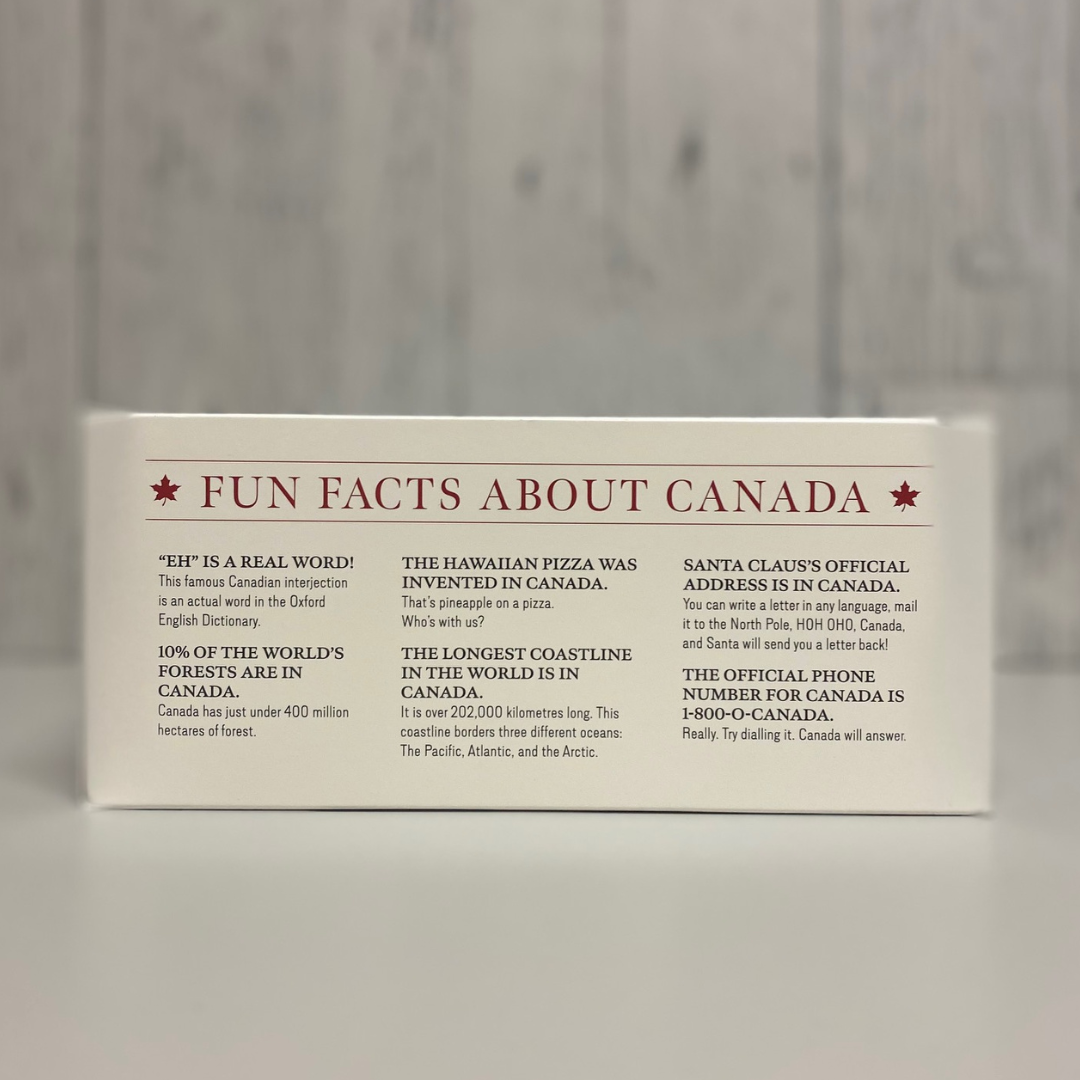 FUN FACTS ABOUT CANADA
“EH” IS A REAL WORD!
This famous Canadian interjection
is an actual word in the Oxford
English Dictionary.
10% OF THE WORLD’S
FORESTS ARE IN
CANADA.
Canada has just under 400 million
hectares of forest.
THE HAWAIIAN PIZZA WAS
INVENTED IN CANADA.
That’s pineapple on a pizza.
Who’s with us?
THE LONGEST COASTLINE
IN THE WORLD IS IN
CANADA.
It is over 202,000 kilometres long. This
coastline borders three different oceans:
The Pacific, Atlantic, and the Arctic.
SANTA CLAUS’S OFFICIAL
ADDRESS IS IN CANADA.
You can write a letter in any language, mail
it to the North Pole, HOH OHO, Canada,
and Santa will send you a letter back!
THE OFFICIAL PHONE
NUMBER FOR CANADA IS
1-800-O-CANADA.
Really. Try dialling it. Canada will answer.